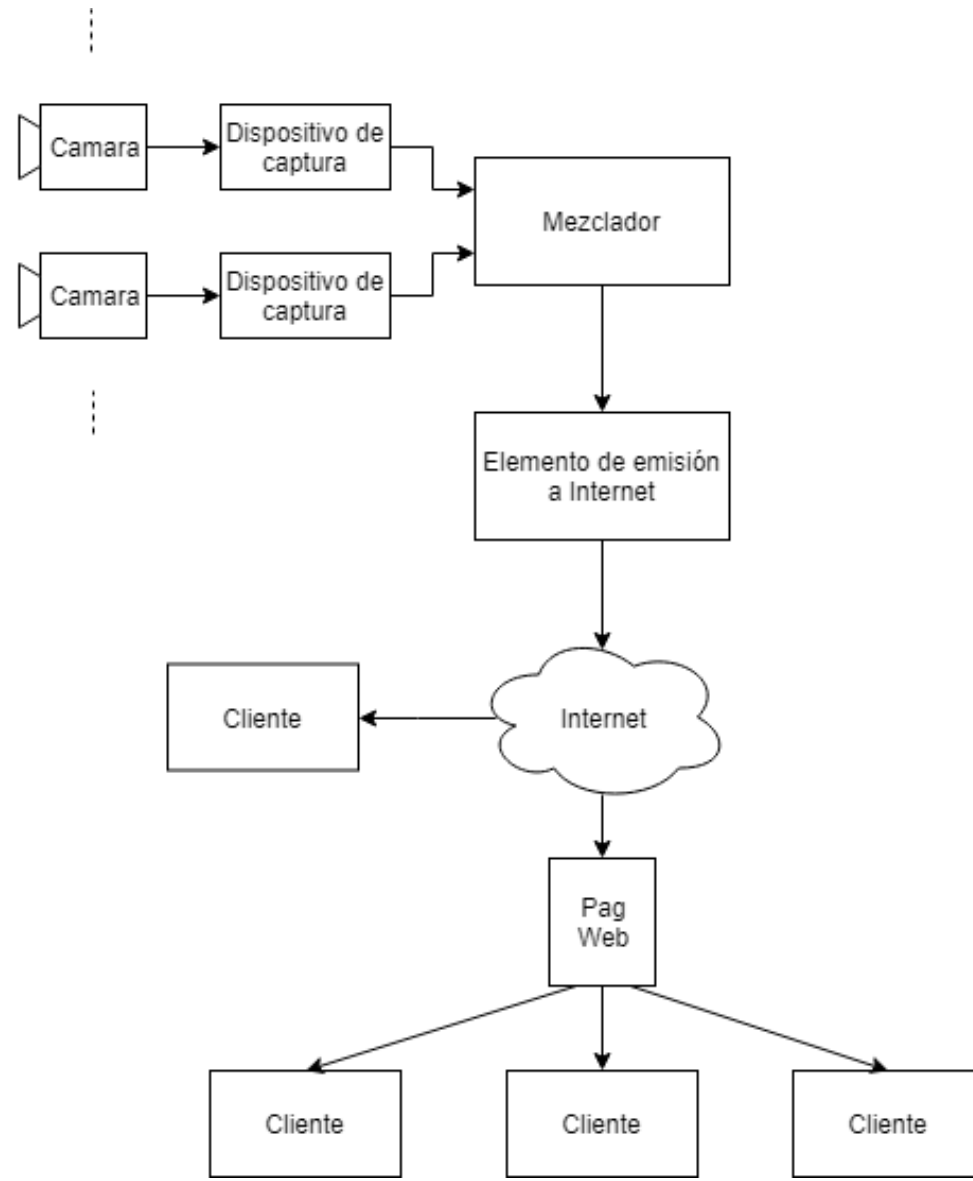 Camara
Dispositivo de
captura
Mezclador
Camara
Dispositivo de
captura
Elemento de emisión
a Internet
Cliente
Internet
Pag
Web
Cliente
Cliente
Cliente